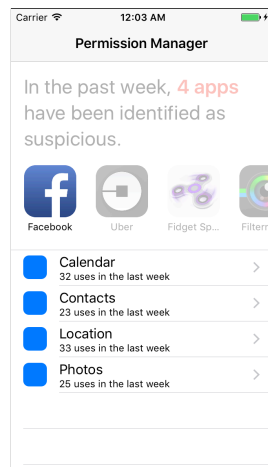 Carrier 12:03 AM
Permission Manager
In the past week, 4 apps
have been identified as
suspicious.
Facebook Uber Fidget Sp... Filterr
Calendar
32 uses in the last week
Contacts
23 uses in the last week
Location
33 uses in the last week
Photos
25 uses in the last week